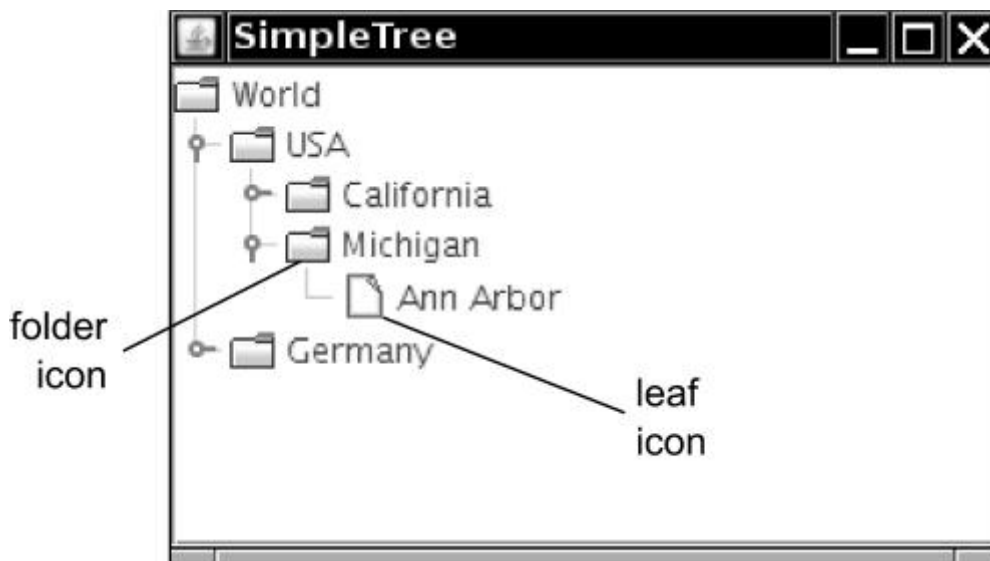 SimpleTree
World
USA
California
Michigan
Ann Arbor
Germany
folder
icon
leaf
icon